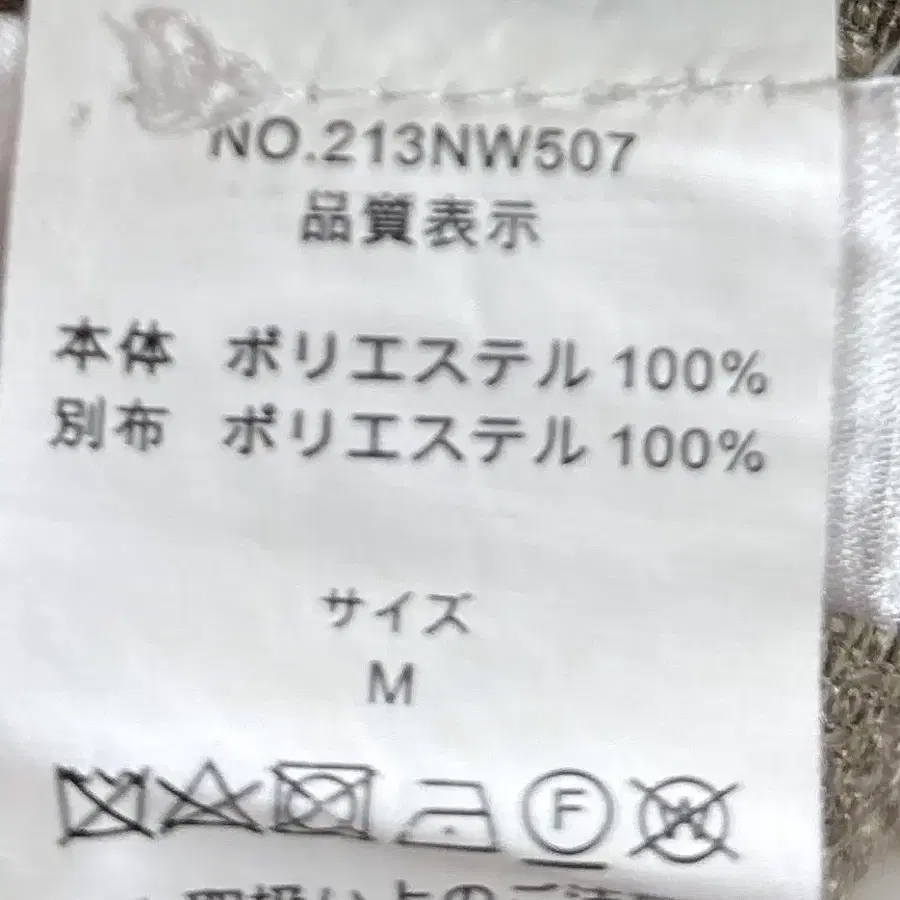 NO.213NW507
品質表示
本体 ポリエステル 100%
別布 ポリエステル 100%
サイズ
M
F W